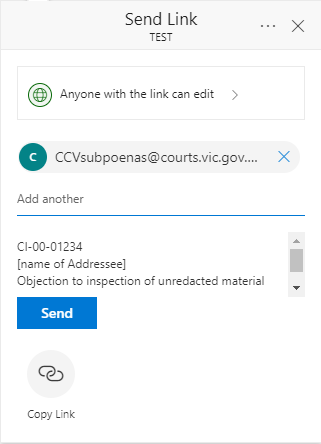 Send Link
TEST
Anyone with the link can edit
C
CCVsubpoenas@courts.vic.gov....
Add another
CI-00-01234
[name of Addressee]
Objection to inspection of unredacted material
Send
Copy Link